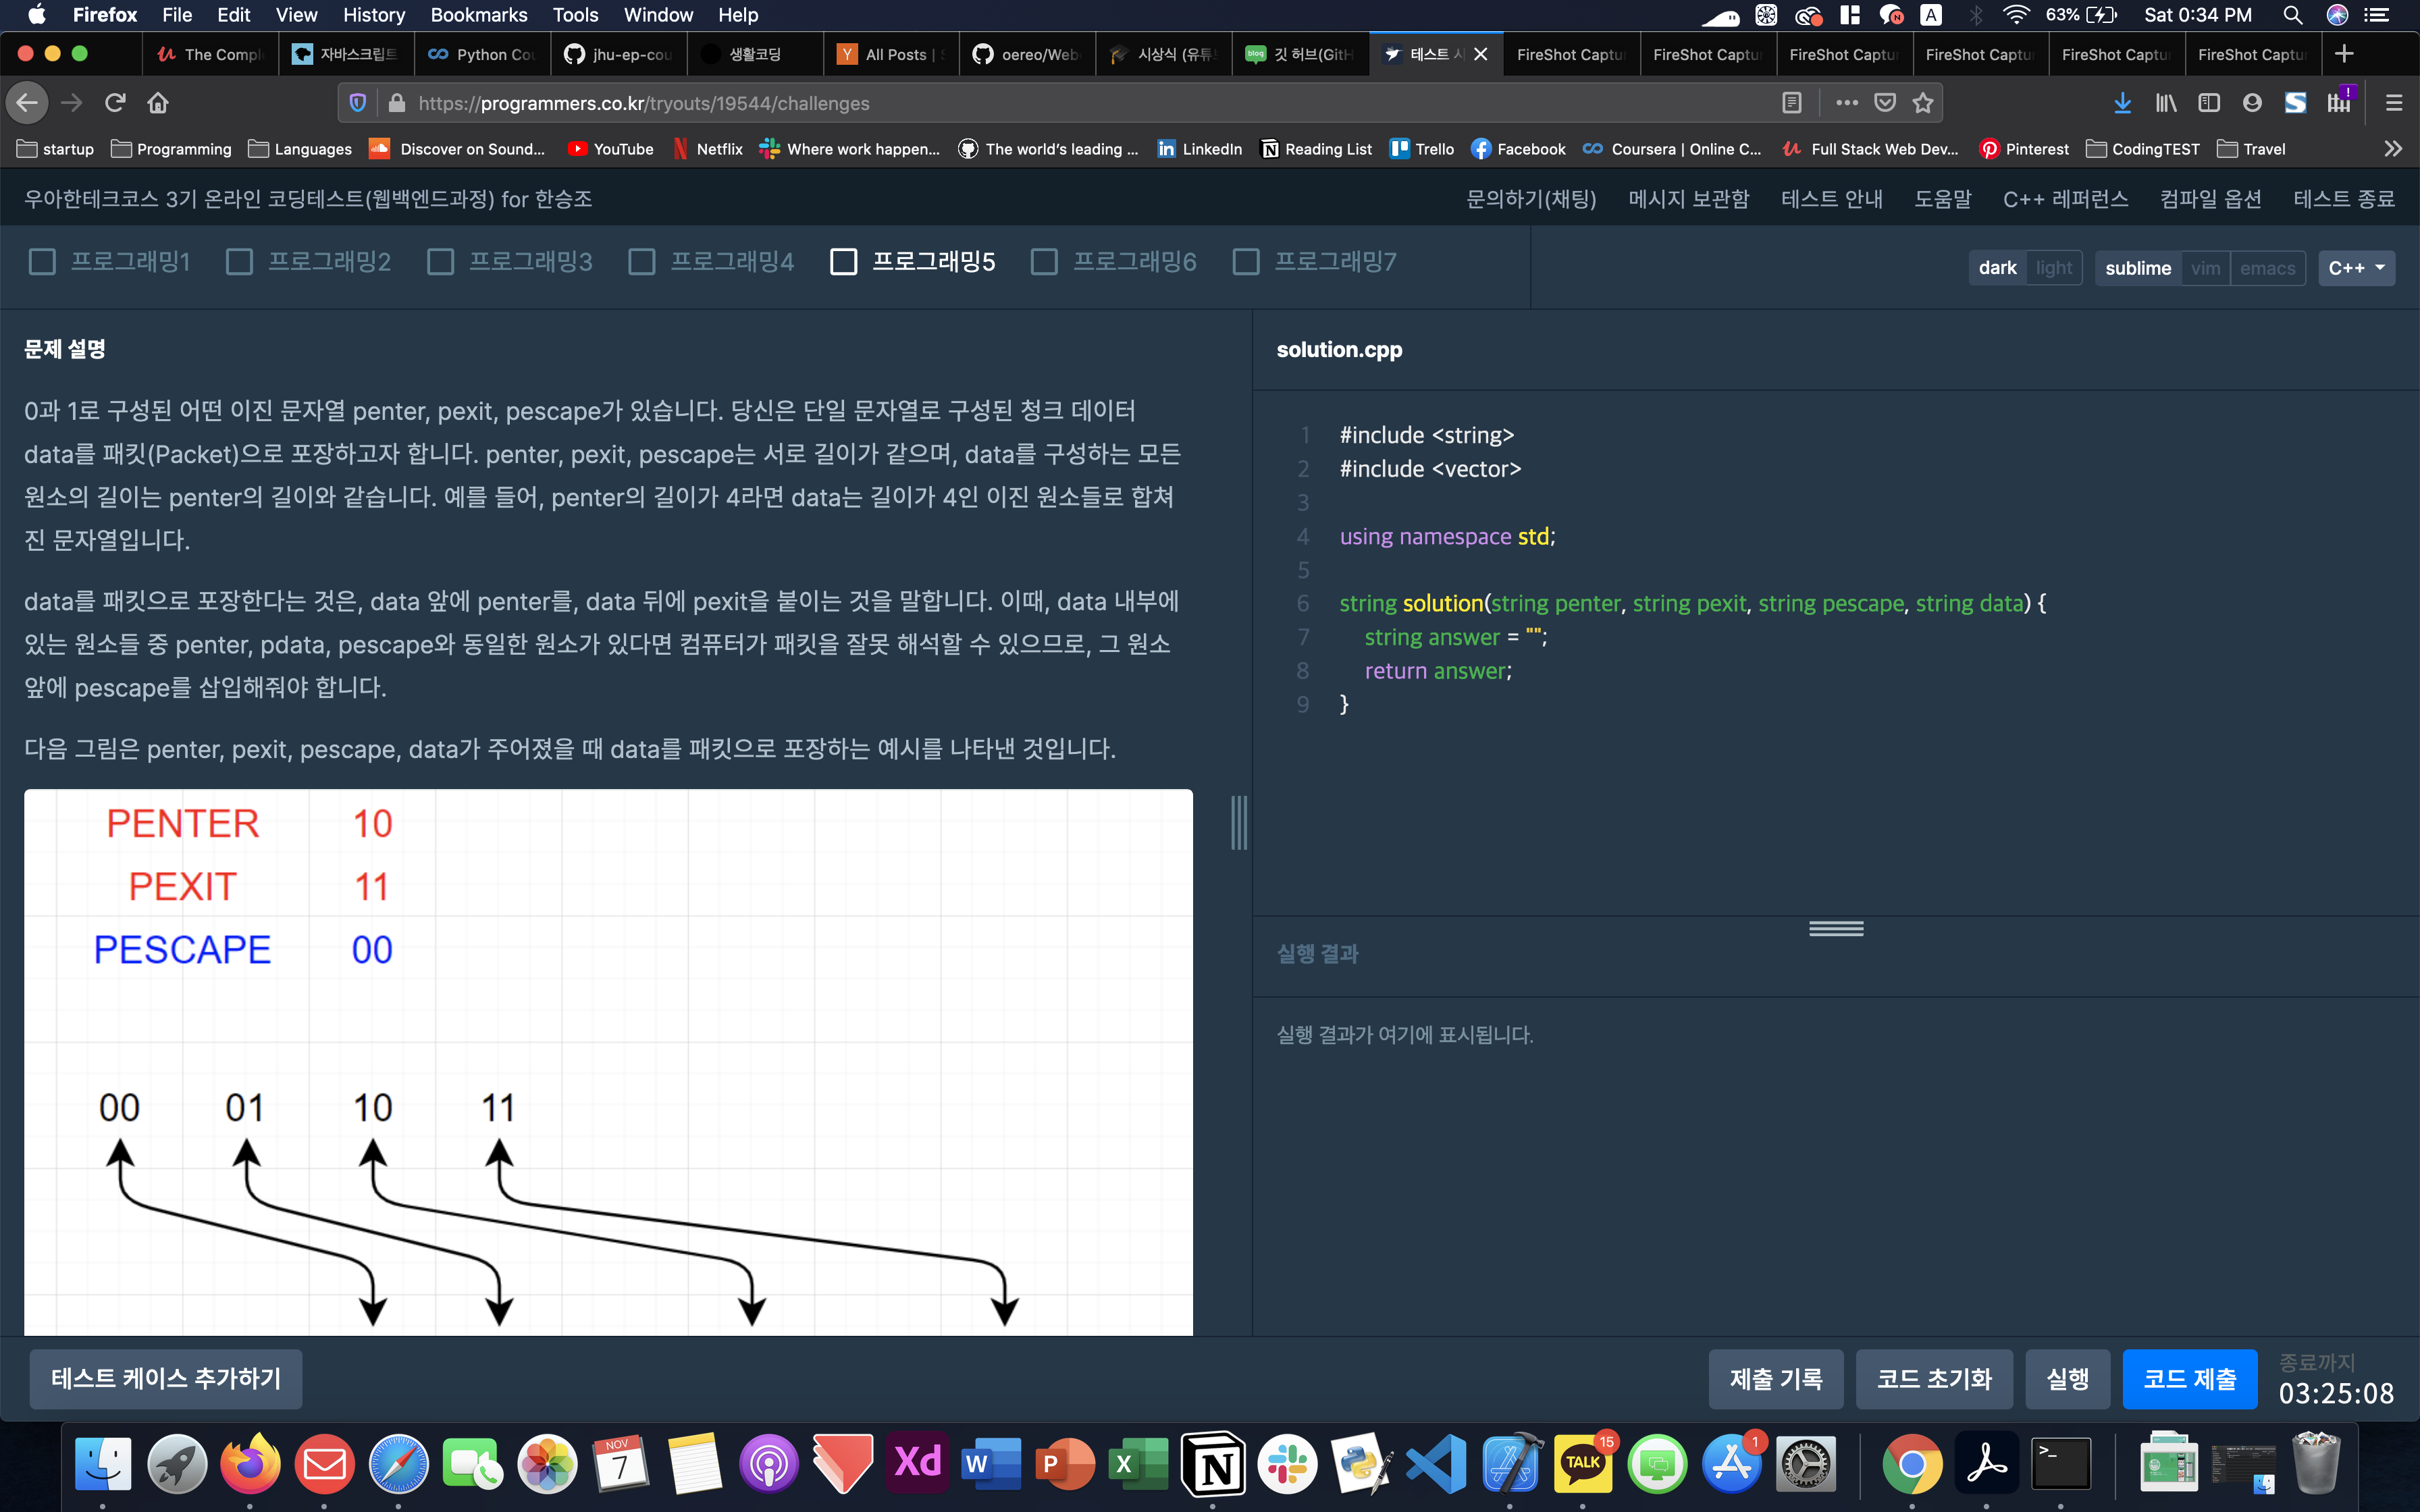 Firefox File Edit View History Bookmarks Tools Window Help
A 63% Sat 0:34 PM
The Compl 자바스크립트 Python Cou jhu-ep-cou 생활코딩 All Posts | S oereo/Web 시상식 (유튜 깃 허브(GitH 테스트 시 FireShot Captu FireShot Captu FireShot Captu FireShot Captu FireShot Captu FireShot Captu
https://programmers.co.kr/tryouts/19544/challenges
startup Programming Languages Discover on Sound... YouTube Netflix Where work happen... The world's leading ... LinkedIn Reading List Trello Facebook Coursera | Online C... Full Stack Web Dev... Pinterest CodingTEST Travel
우아한테크코스 3기 온라인 코딩테스트(웹백엔드과정) for 한승조
문의하기(채팅) 메시지 보관함 테스트 안내 도움말 C++ 레퍼런스 컴파일 옵션 테스트 종료
프로그래밍1 프로그래밍2 프로그래밍3 프로그래밍4 프로그래밍5 프로그래밍6 프로그래밍7
dark light sublime vim emacs C++
문제 설명
0과 1로 구성된 어떤 이진 문자열 penter, pexit, pescape가 있습니다. 당신은 단일 문자열로 구성된 청크 데이터
data를 패킷(Packet)으로 포장하고자 합니다. penter, pexit, pescape는 서로 길이가 같으며, data를 구성하는 모든
원소의 길이는 penter의 길이와 같습니다. 예를 들어, penter의 길이가 4라면 data는 길이가 4인 이진 원소들로 합쳐
진 문자열입니다.
data를 패킷으로 포장한다는 것은, data 앞에 penter를, data 뒤에 pexit을 붙이는 것을 말합니다. 이때, data 내부에
있는 원소들 중 penter, pdata, pescape와 동일한 원소가 있다면 컴퓨터가 패킷을 잘못 해석할 수 있으므로, 그 원소
앞에 pescape를 삽입해줘야 합니다.
다음 그림은 penter, pexit, pescape, data가 주어졌을 때 data를 패킷으로 포장하는 예시를 나타낸 것입니다.
PENTER 10
PEXIT 11
PESCAPE 00
00 01 10 11
solution.cpp
1 #include <string>
2 #include <vector>
3
4 using namespace std;
5
6 string solution(string penter, string pexit, string pescape, string data) {
7 string answer = "";
8 return answer;
9 }
실행 결과
실행 결과가 여기에 표시됩니다.
테스트 케이스 추가하기
제출 기록 코드 초기화 실행 코드 제출
종료까지
03:25:08
NOV
7
Xd W P X N TALK 15 1 >_